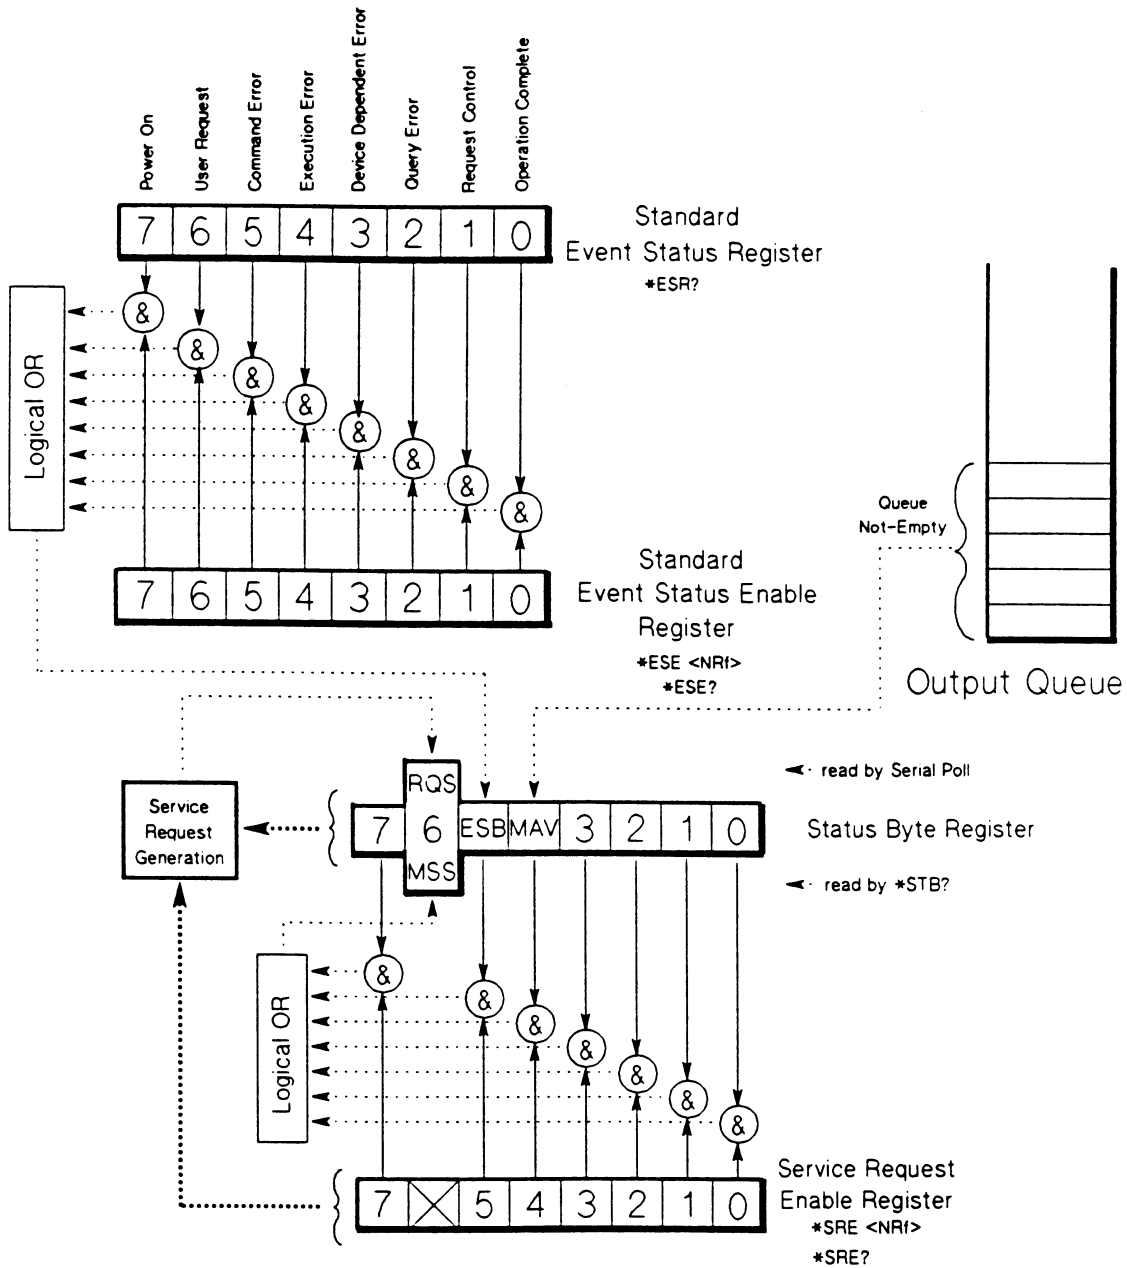 Power On
User Request
Command Error
Execution Error
Device Dependent Error
Query Error
Request Control
Operation Complete
7 6 5 4 3 2 1 0
Standard
Event Status Register
*ESR?
Logical OR
&
&
&
&
&
&
&
&
Queue
Not-Empty
7 6 5 4 3 2 1 0
Standard
Event Status Enable
Register
*ESE <NRf>
*ESE?
Output Queue
Service
Request
Generation
RQS
7 6 ESB MAV 3 2 1 0
MSS
read by Serial Poll
Status Byte Register
read by *STB?
Logical OR
&
&
&
&
&
&
&
7 5 4 3 2 1 0
Service Request
Enable Register
*SRE <NRf>
*SRE?